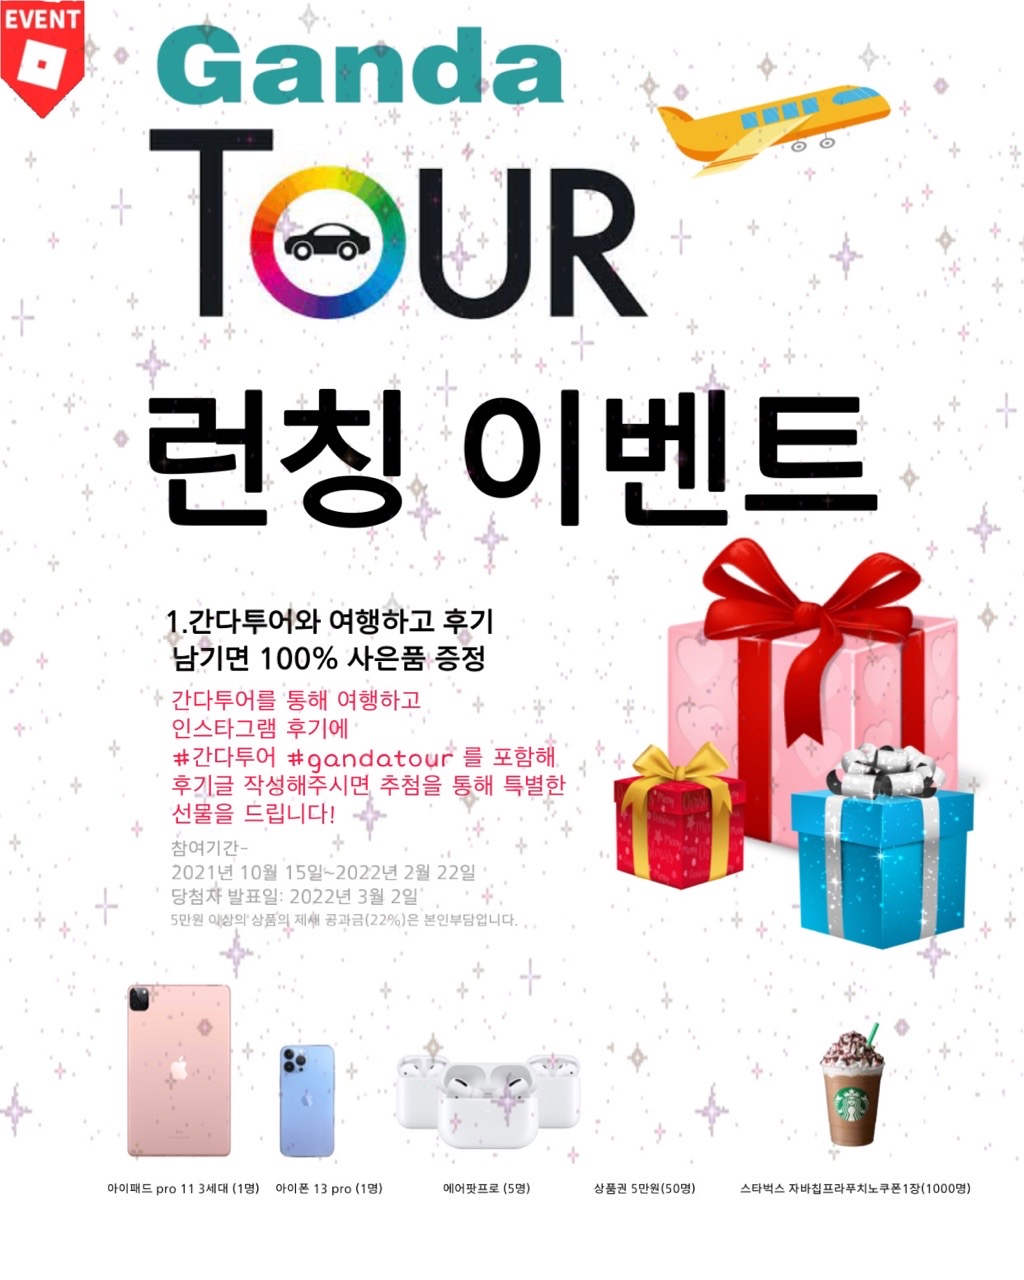 EVENT
Ganda
TOUR
런칭 이벤트
1.간다투어와 여행하고 후기
남기면 100% 사은품 증정
간다투어를 통해 여행하고
인스타그램 후기에
#간다투어 #gandatour 를 포함해
후기글 작성해주시면 추첨을 통해 특별한
선물을 드립니다!
참여기간-
2021년 10월 15일~2022년 2월 22일
당첨자 발표일: 2022년 3월 2일
5만원 이상의 상품의 제세 공과금(22%)은 본인부담입니다.
아이패드 pro 11 3세대 (1명)
아이폰 13 pro (1명)
에어팟프로 (5명)
상품권 5만원(50명)
스타벅스 자바칩프라푸치노쿠폰1장(1000명)